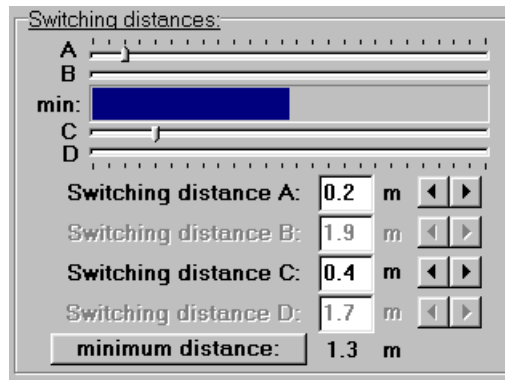 Switching distances:
A
B
min:
C
D
Switching distance A: 0.2 m
Switching distance B: 1.9 m
Switching distance C: 0.4 m
Switching distance D: 1.7 m
minimum distance: 1.3 m